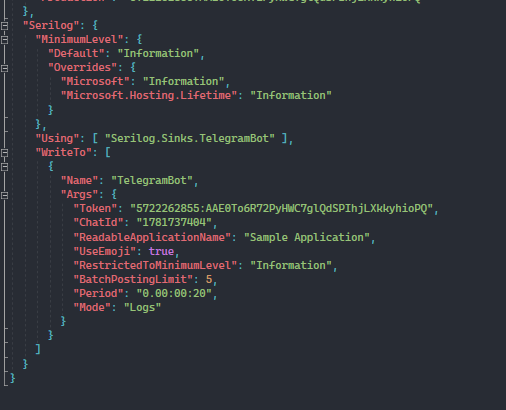 },
"Serilog": {
"MinimumLevel": {
"Default": "Information",
"Overrides": {
"Microsoft": "Information",
"Microsoft.Hosting.Lifetime": "Information"
}
},
"Using": [ "Serilog.Sinks.TelegramBot" ],
"WriteTo": [
{
"Name": "TelegramBot",
"Args": {
"Token": "5722262855:AAE0To6R72PyHWC7glQdSPIhjLXkkyhioPQ",
"ChatId": "1781737404",
"ReadableApplicationName": "Sample Application",
"UseEmoji": true,
"RestrictedToMinimumLevel": "Information",
"BatchPostingLimit": 5,
"Period": "0.00:00:20",
"Mode": "Logs"
}
}
]
}
}